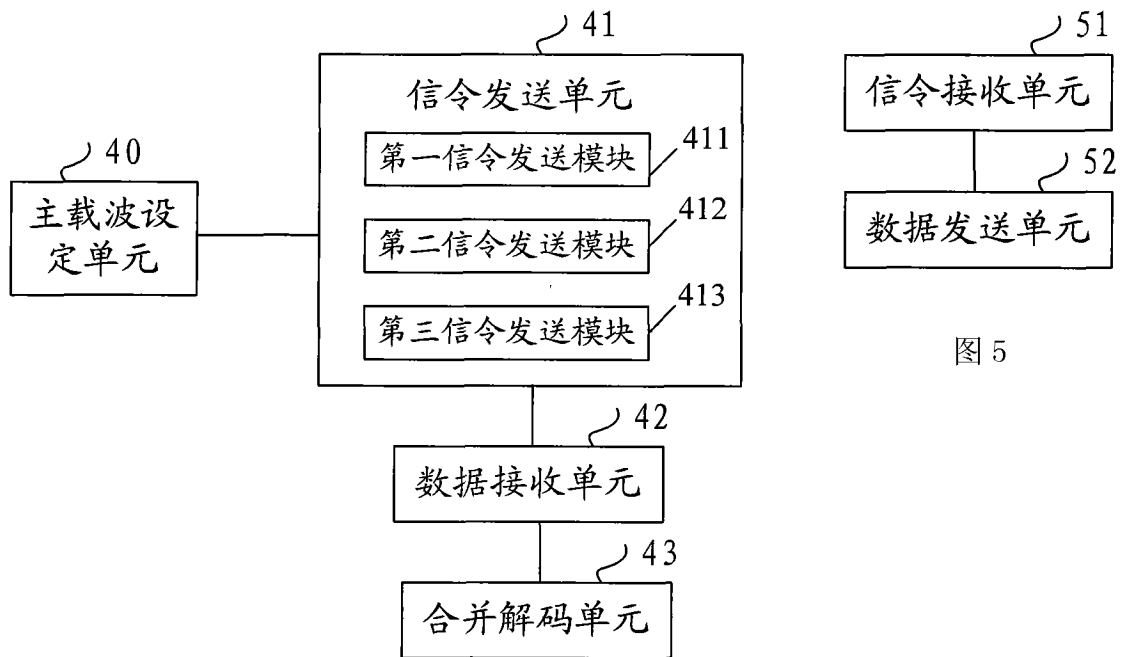 41
信令发送单元
第一信令发送模块
411
第二信令发送模块
412
第三信令发送模块
413
40
主载波设
定单元
42
数据接收单元
43
合并解码单元
51
信令接收单元
52
数据发送单元
图5